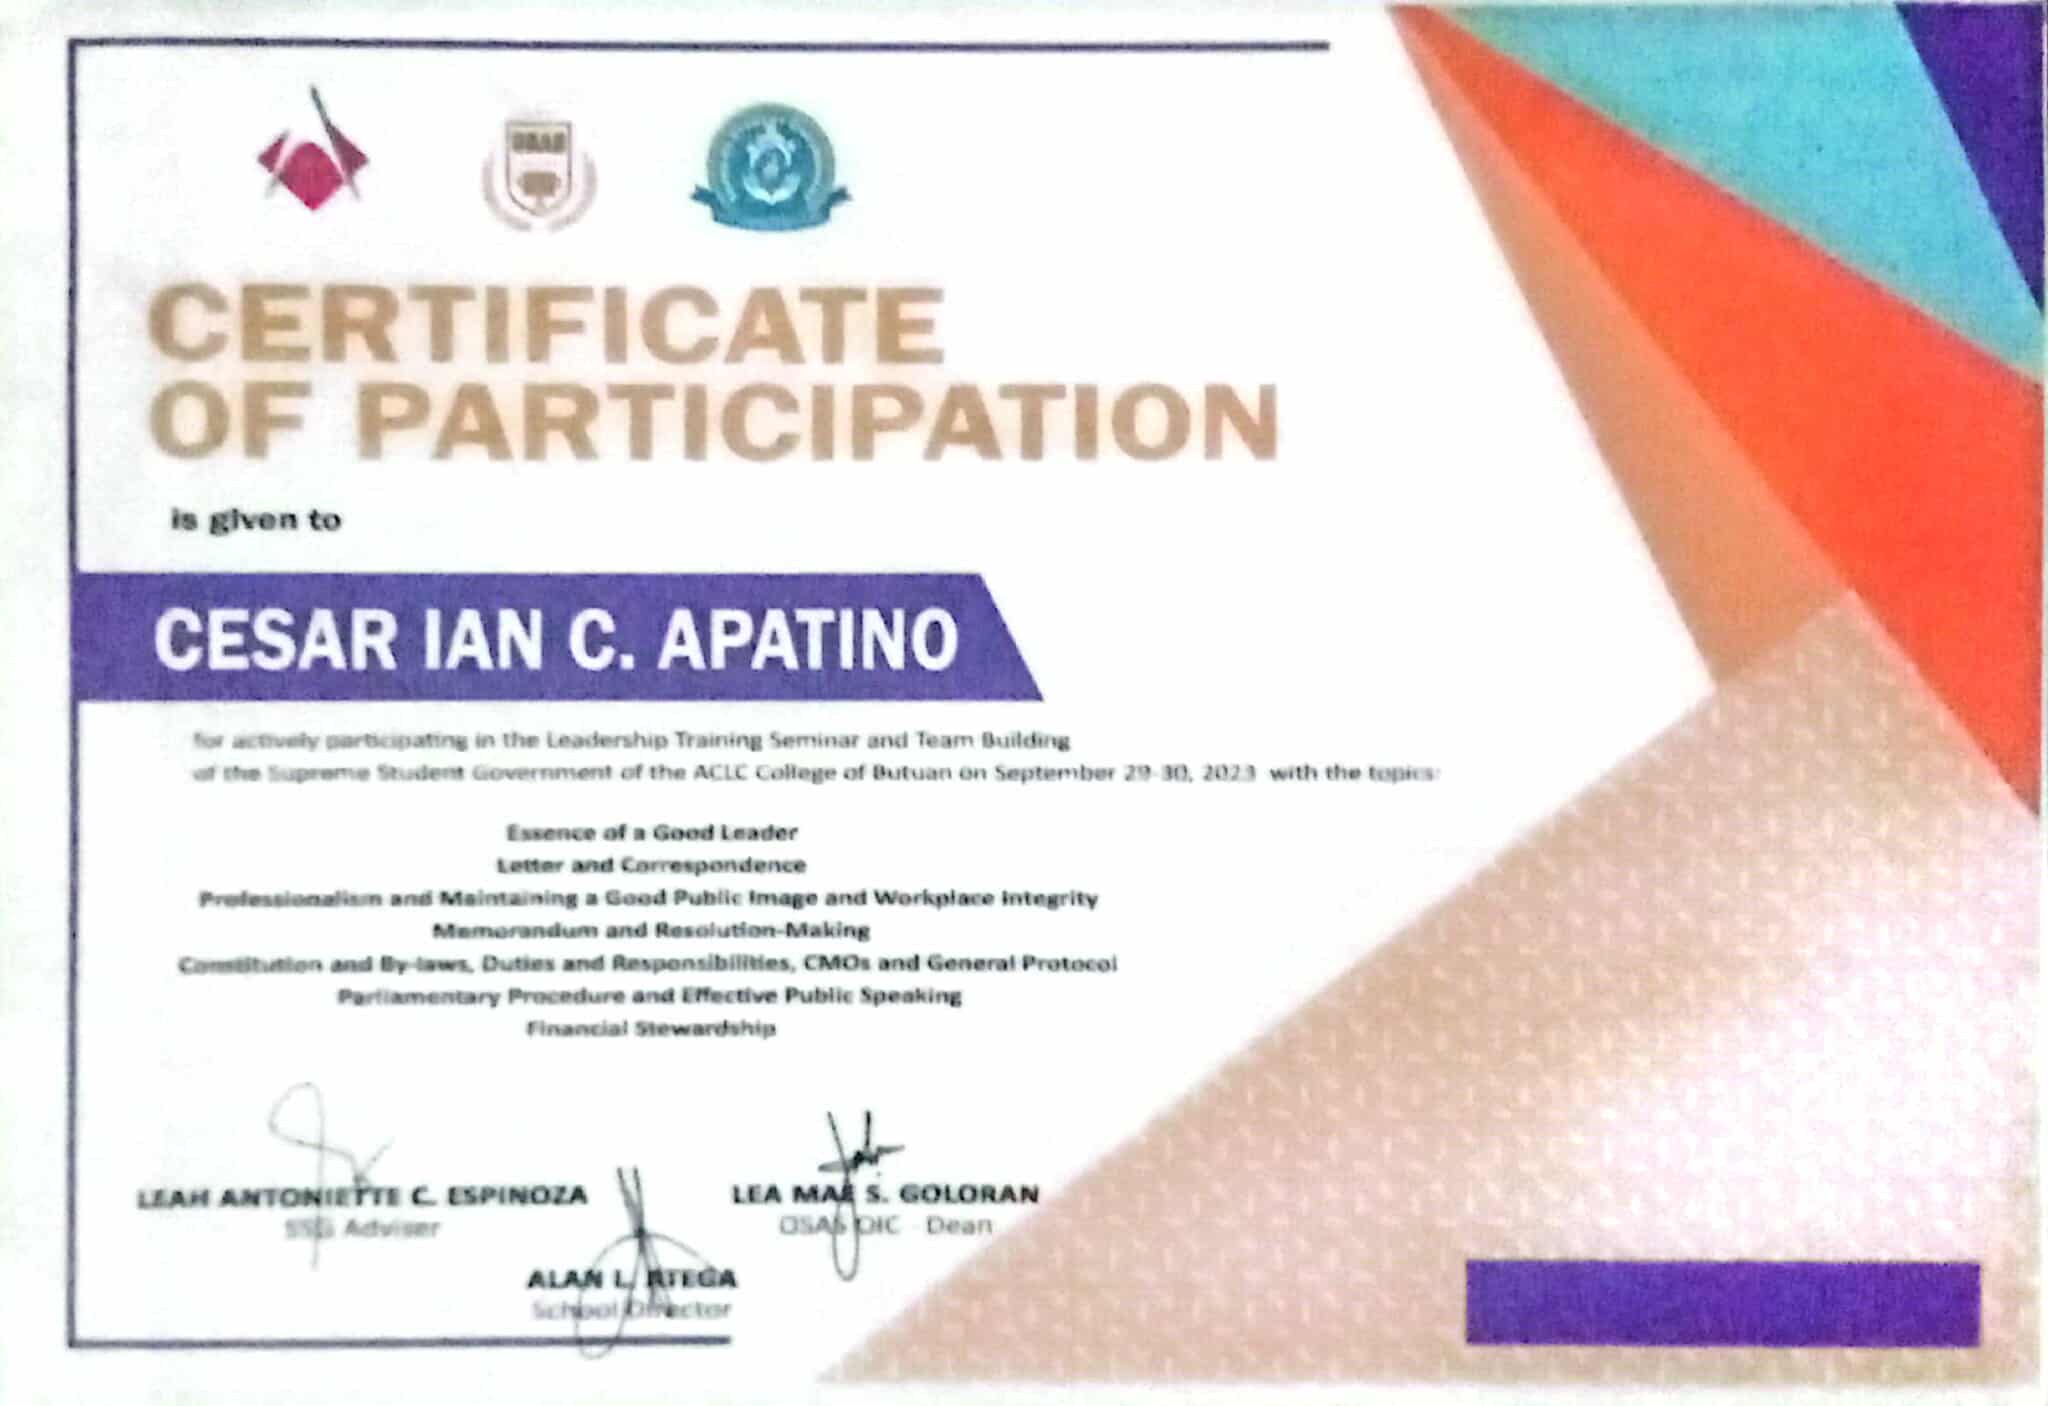 OSAS
CERTIFICATE
OF PARTICIPATION
is given to
CESAR IAN C. APATINO
for actively participating in the Leadership Training Seminar and Team Building
of the Supreme Student Government of the ACLC College of Butuan on September 29-30, 2023 with the topics:
Essence of a Good Leader
Letter and Correspondence
Professionalism and Maintaining a Good Public Image and Workplace Integrity
Memorandum and Resolution-Making
Constitution and By-laws, Duties and Responsibilities, CMOs and General Protocol
Parliamentary Procedure and Effective Public Speaking
Financial Stewardship
LEAH ANTONIETTE C. ESPINOZA
SSG Adviser
LEA MAE S. GOLORAN
OSAS OIC - Dean
ALAN L. ATEGA
School Director